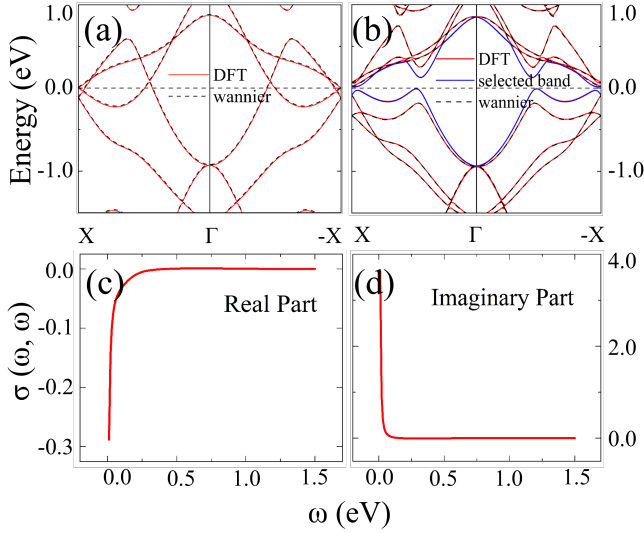 1.0
(a)
(b)
1.0
DFT
wannier
DFT
selected band
wannier
0.0
0.0
Energy (eV)
-1.0
-1.0
X
Γ
-X
X
Γ
-X
0.0
(c)
(d)
4.0
Real Part
Imaginary Part
-0.1
σ (ω, ω)
2.0
-0.2
0.0
-0.3
0.0
0.5
1.0
1.5
0.0
0.5
1.0
1.5
ω (eV)